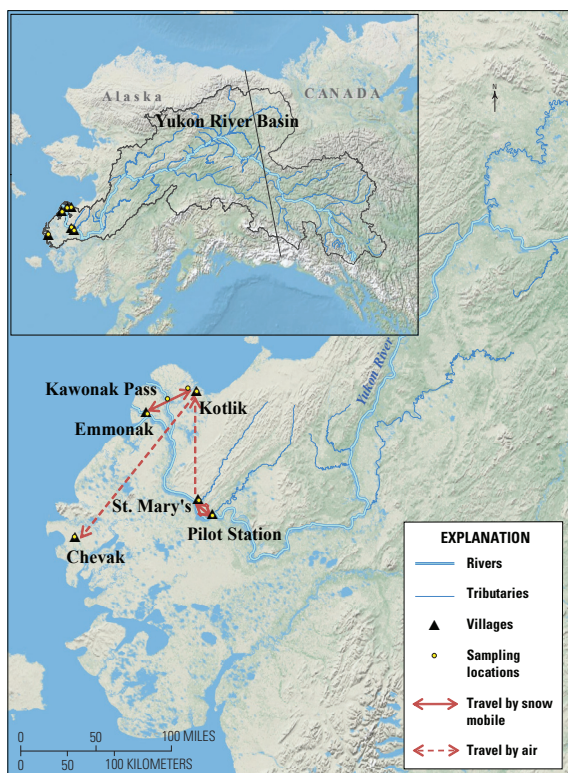 Alaska
CANADA
Yukon River Basin
N
Yukon River
Kawonak Pass
Kotlik
Emmonak
St. Mary's
Pilot Station
Chevak
EXPLANATION
Rivers
Tributaries
Villages
Sampling
locations
Travel by snow
mobile
Travel by air
0 50 100 MILES
0 50 100 KILOMETERS